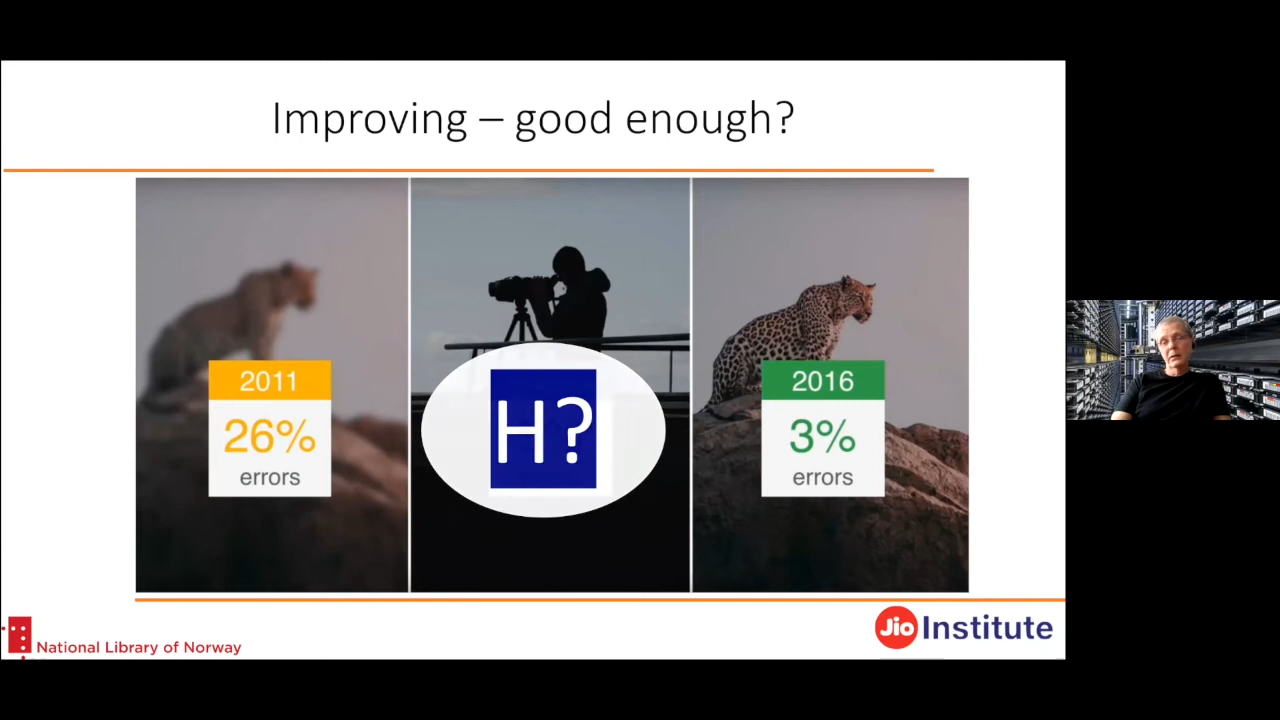 Improving – good enough?
2011
26%
errors
H?
2016
3%
errors
National Library of Norway
Jio Institute